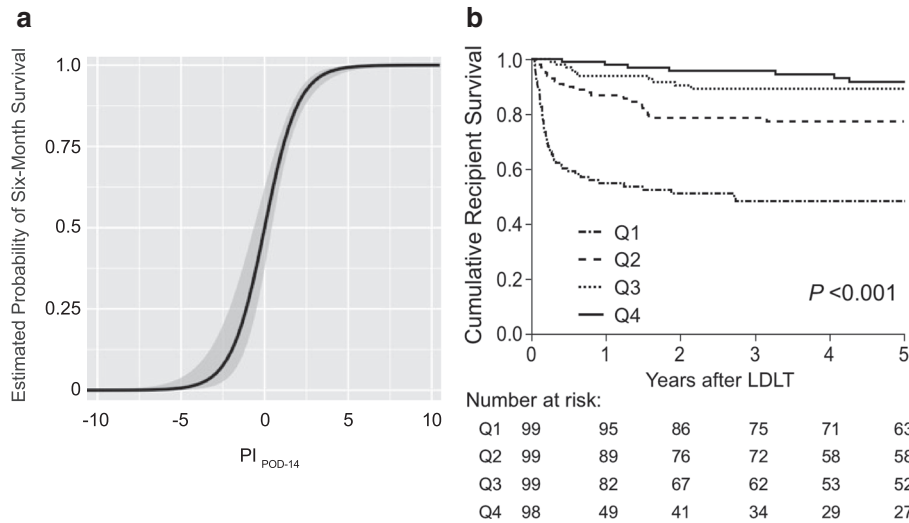 a
Estimated Probability of Six-Month Survival
1.0
0.75
0.5
0.25
0
-10 -5 0 5 10
PI POD-14
b
Cumulative Recipient Survival
1.0
0.8
0.6
0.4
0.2
0.0
Q1
Q2
Q3
Q4
P <0.001
0 1 2 3 4 5
Years after LDLT
Number at risk:
Q1 99 95 86 75 71 63
Q2 99 89 76 72 58 58
Q3 99 82 67 62 53 52
Q4 98 49 41 34 29 27